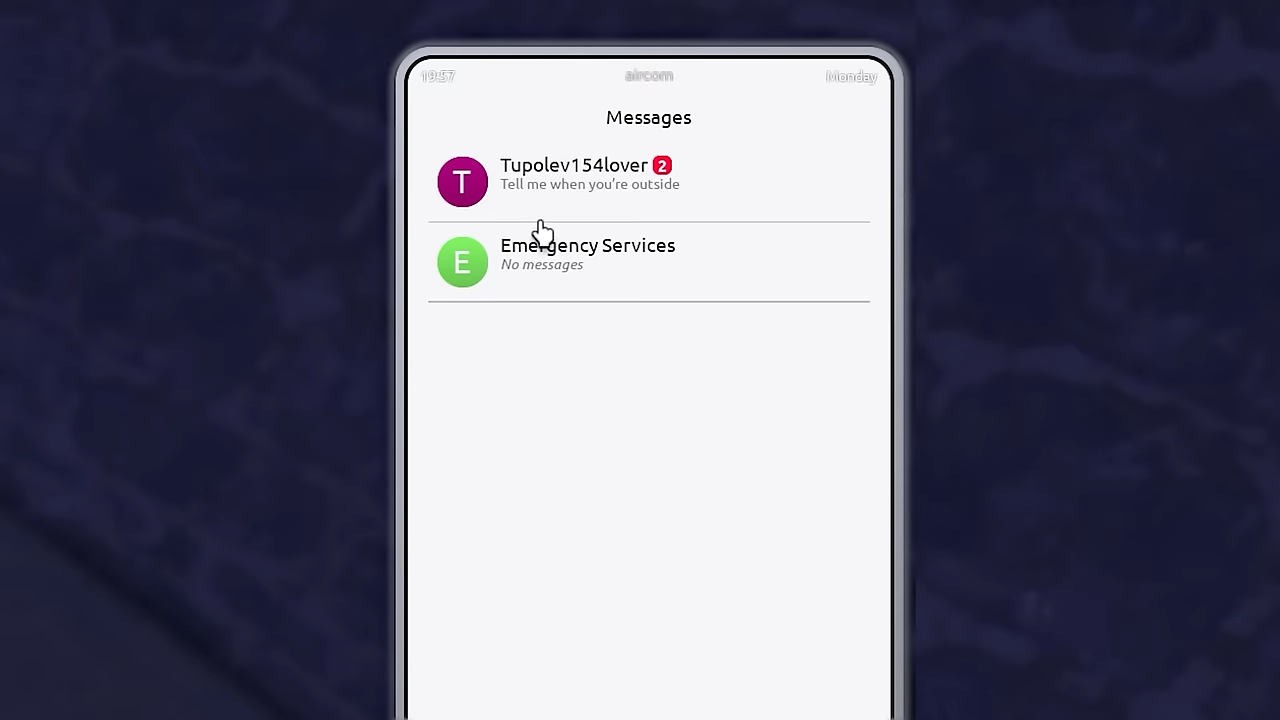 19:57 aircom Monday
Messages
T Tupolev154lover 2
Tell me when you're outside
E Emergency Services
No messages